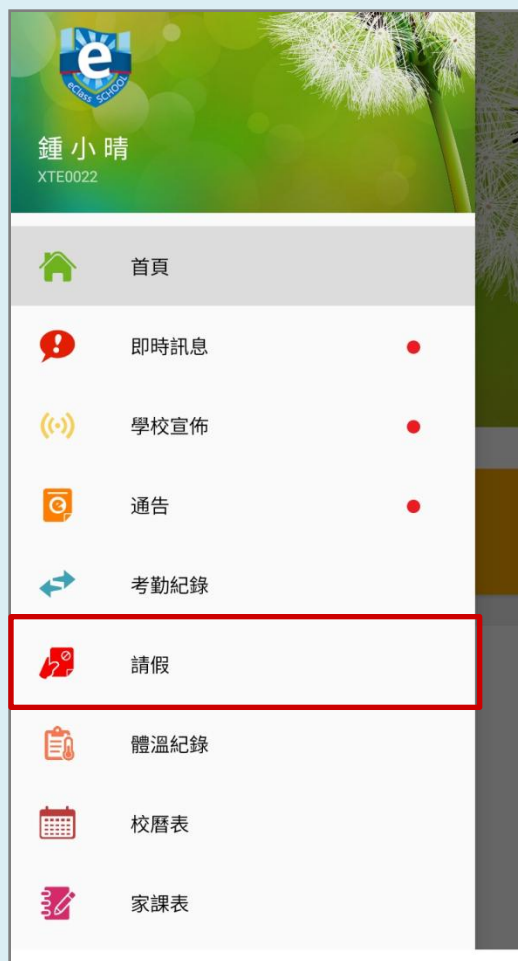 e
eClass SCHOOL
鍾小晴
XTE0022
首頁
即時訊息
學校宣佈
通告
考勤紀錄
請假
體溫紀錄
校曆表
家課表